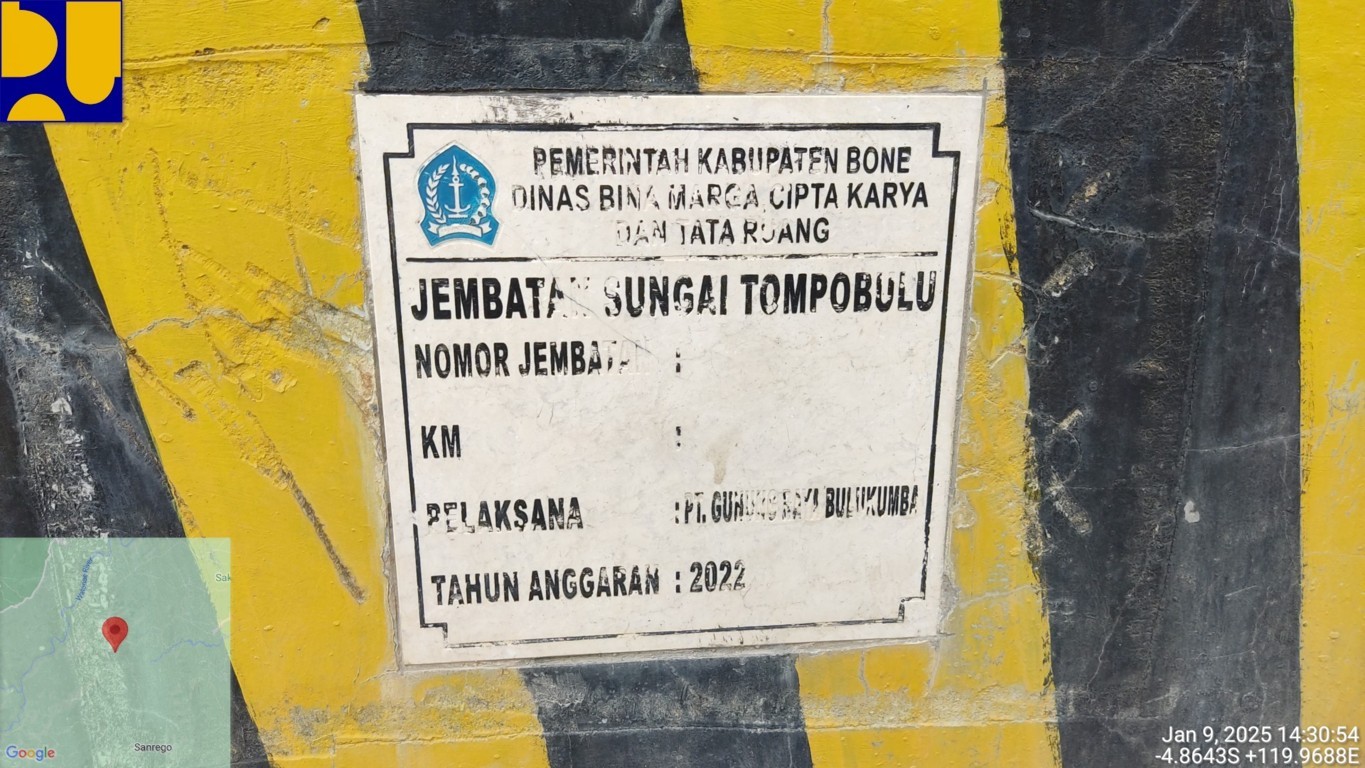 PEMERINTAH KABUPATEN BONE
DINAS BINA MARGA CIPTA KARYA
DAN TATA RUANG
JEMBATAN SUNGAI TOMPOBULU
NOMOR JEMBATAN :
KM :
PELAKSANA : PT. GUNUNG RAYA BULUKUMBA
TAHUN ANGGARAN : 2022
Sanrego
Google
Jan 9, 2025 14:30:54
-4.8643S +119.9688E